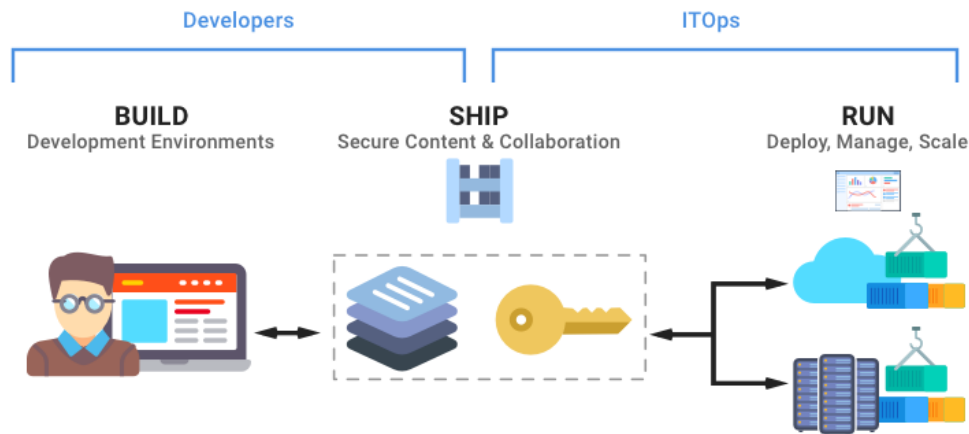 Developers
ITOps
BUILD
Development Environments
SHIP
Secure Content & Collaboration
RUN
Deploy, Manage, Scale